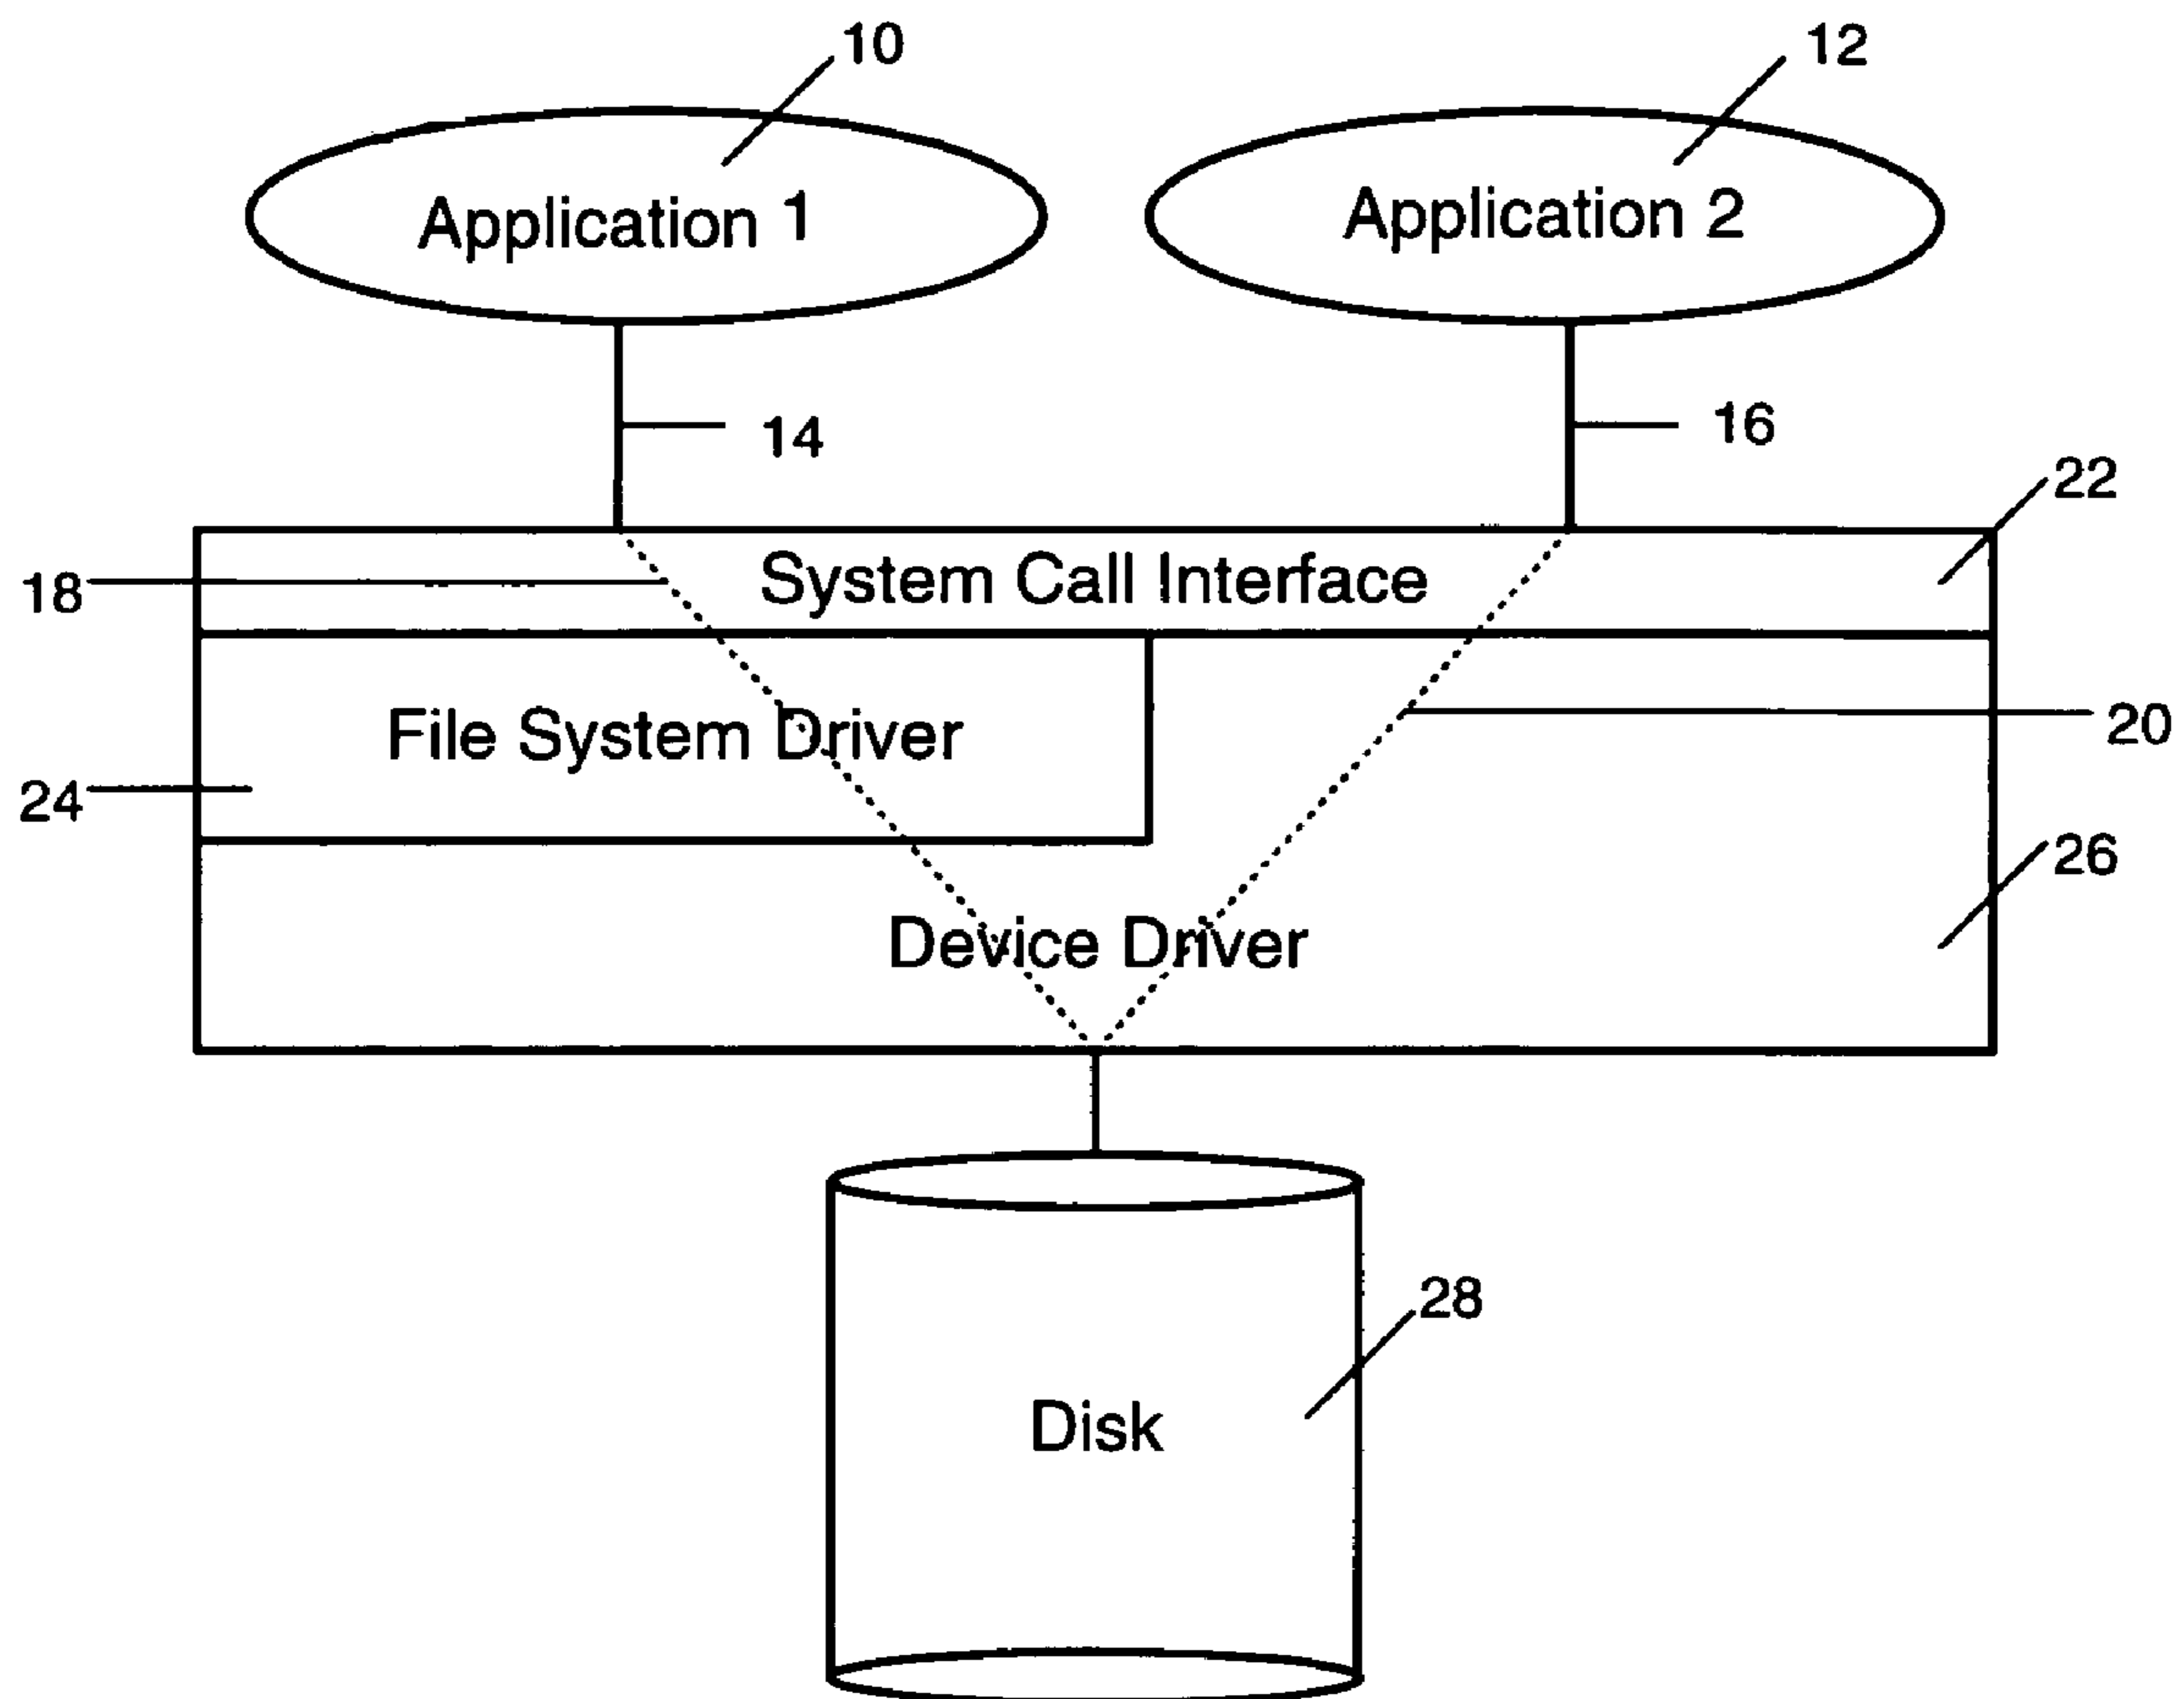 10
12
Application 1
Application 2
14
16
22
System Call Interface
18
File System Driver
20
24
26
Device Driver
28
Disk